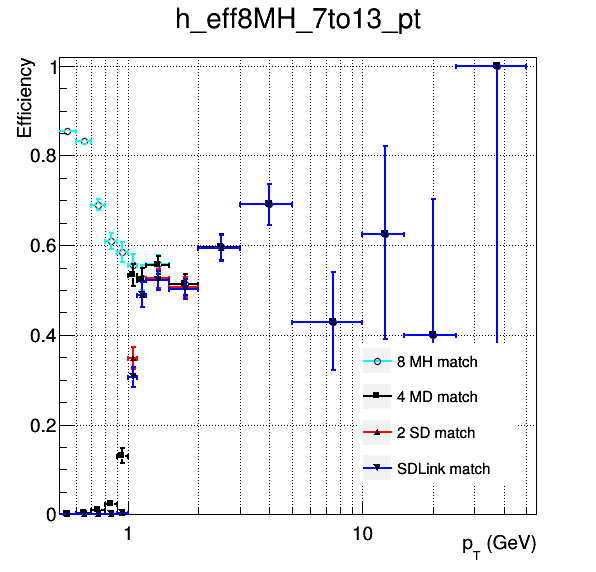 h_eff8MH_7to13_pt
Efficiency
1
0.8
0.6
0.4
0.2
0
8 MH match
4 MD match
2 SD match
SDLink match
1
10
p_T (GeV)